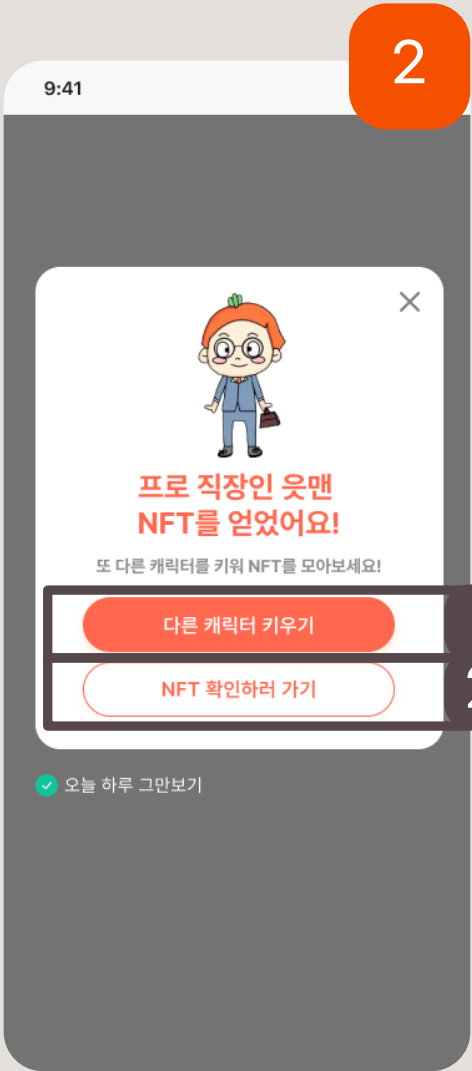 2
9:41
프로 직장인 읏맨
NFT를 얻었어요!
또 다른 캐릭터를 키워 NFT를 모아보세요!
다른 캐릭터 키우기
NFT 확인하러 가기
오늘 하루 그만보기